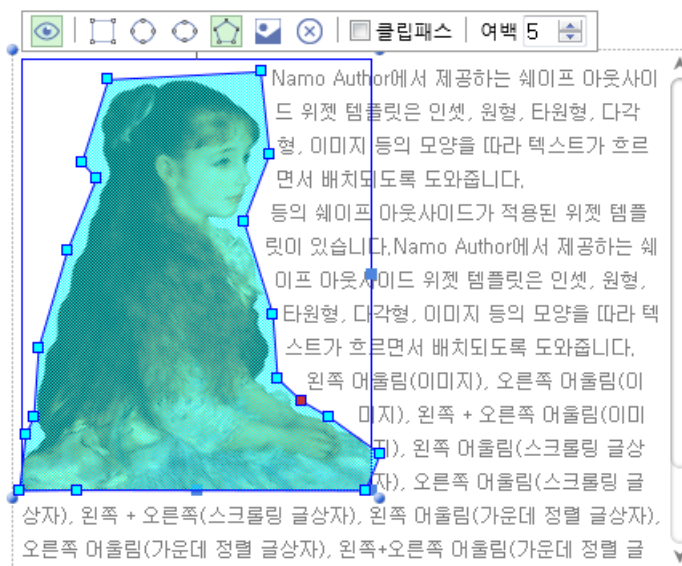 클립패스 여백 5
Namo Author에서 제공하는 쉐이프 아웃사이
드 위젯 템플릿은 인셋, 원형, 타원형, 다각
형, 이미지 등의 모양을 따라 텍스트가 흐르
면서 배치되도록 도와줍니다.
등의 쉐이프 아웃사이드가 적용된 위젯 템플
릿이 있습니다.Namo Author에서 제공하는 쉐
이프 아웃사이드 위젯 템플릿은 인셋, 원형,
타원형, 다각형, 이미지 등의 모양을 따라 텍
스트가 흐르면서 배치되도록 도와줍니다.
왼쪽 어울림(이미지), 오른쪽 어울림(이
미지), 왼쪽 + 오른쪽 어울림(이미
지), 왼쪽 어울림(스크롤링 글상
자), 오른쪽 어울림(스크롤링 글
상자), 왼쪽 + 오른쪽(스크롤링 글상자), 왼쪽 어울림(가운데 정렬 글상자),
오른쪽 어울림(가운데 정렬 글상자), 왼쪽+오른쪽 어울림(가운데 정렬 글